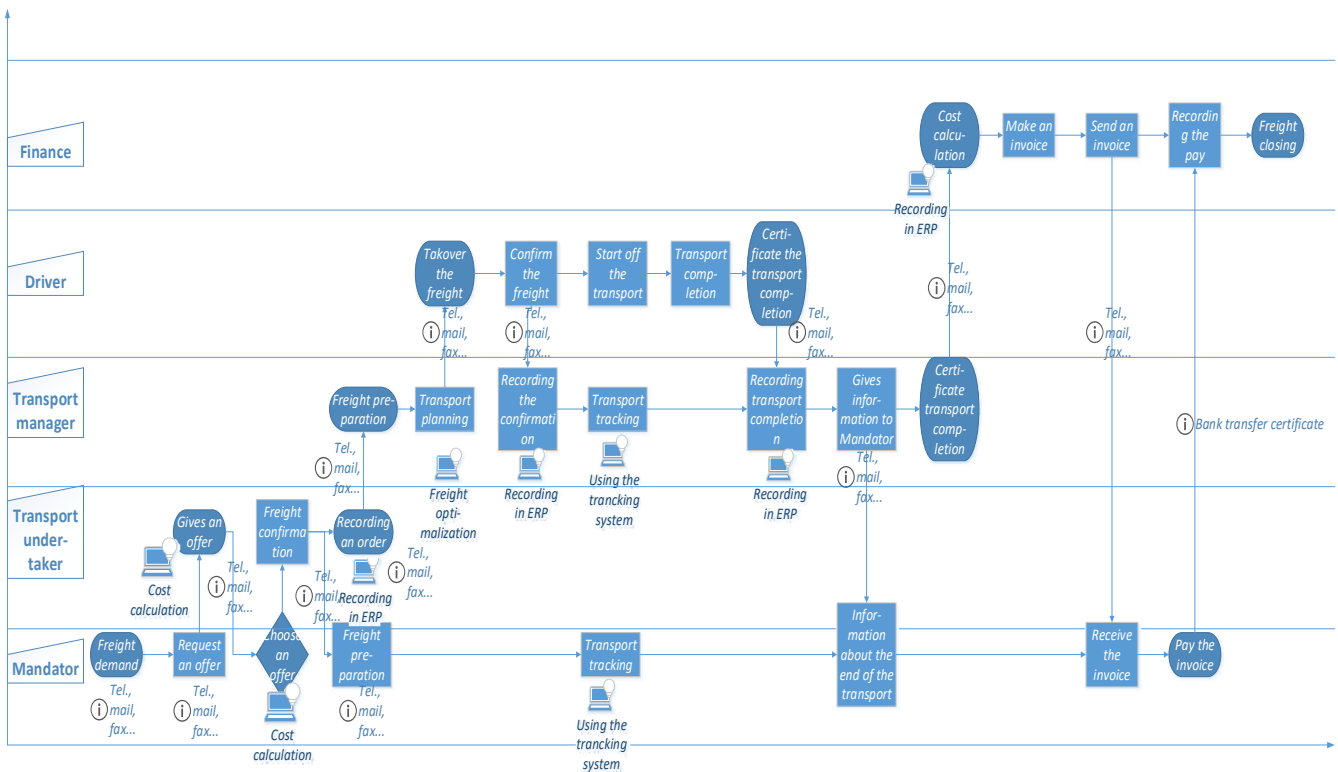 Finance
Cost
calcu-
lation
Make an
invoice
Send an
invoice
Recordin
g the
pay
Freight
closing
Recording
in ERP
Driver
Takover
the
freight
Confirm
the
freight
Start off
the
transport
Transport
com-
pletion
Certi-
ficate the
transport
comp-
letion
Tel.,
mail,
fax...
Tel.,
mail,
fax...
Tel.,
mail,
fax...
Tel.,
mail,
fax...
Tel.,
mail,
fax...
Transport
manager
Freight pre-
paration
Transport
planning
Recording
the
confirmat
ion
Transport
tracking
Recording
transport
completio
n
Gives
infor-
mation to
Mandator
Certi-
ficate
transport
comp-
letion
Bank transfer certificate
Tel.,
mail,
fax...
Freight
opti-
malization
Recording
in ERP
Using the
trancking
system
Recording
in ERP
Tel.,
mail,
fax...
Transport
under-
taker
Gives an
offer
Freight
confirma
tion
Recording
an order
Cost
calculation
Tel.,
mail,
fax...
Tel.,
mail,
fax...
Recording
in ERP
Tel.,
mail,
fax...
Mandator
Freight
demand
Request
an offer
Choose
an
offer
Freight
pre-
paration
Transport
tracking
Infor-
mation
about the
end of the
transport
Receive
the
invoice
Pay the
invoice
Tel.,
mail,
fax...
Tel.,
mail,
fax...
Cost
calculation
Tel.,
mail,
fax...
Using the
trancking
system